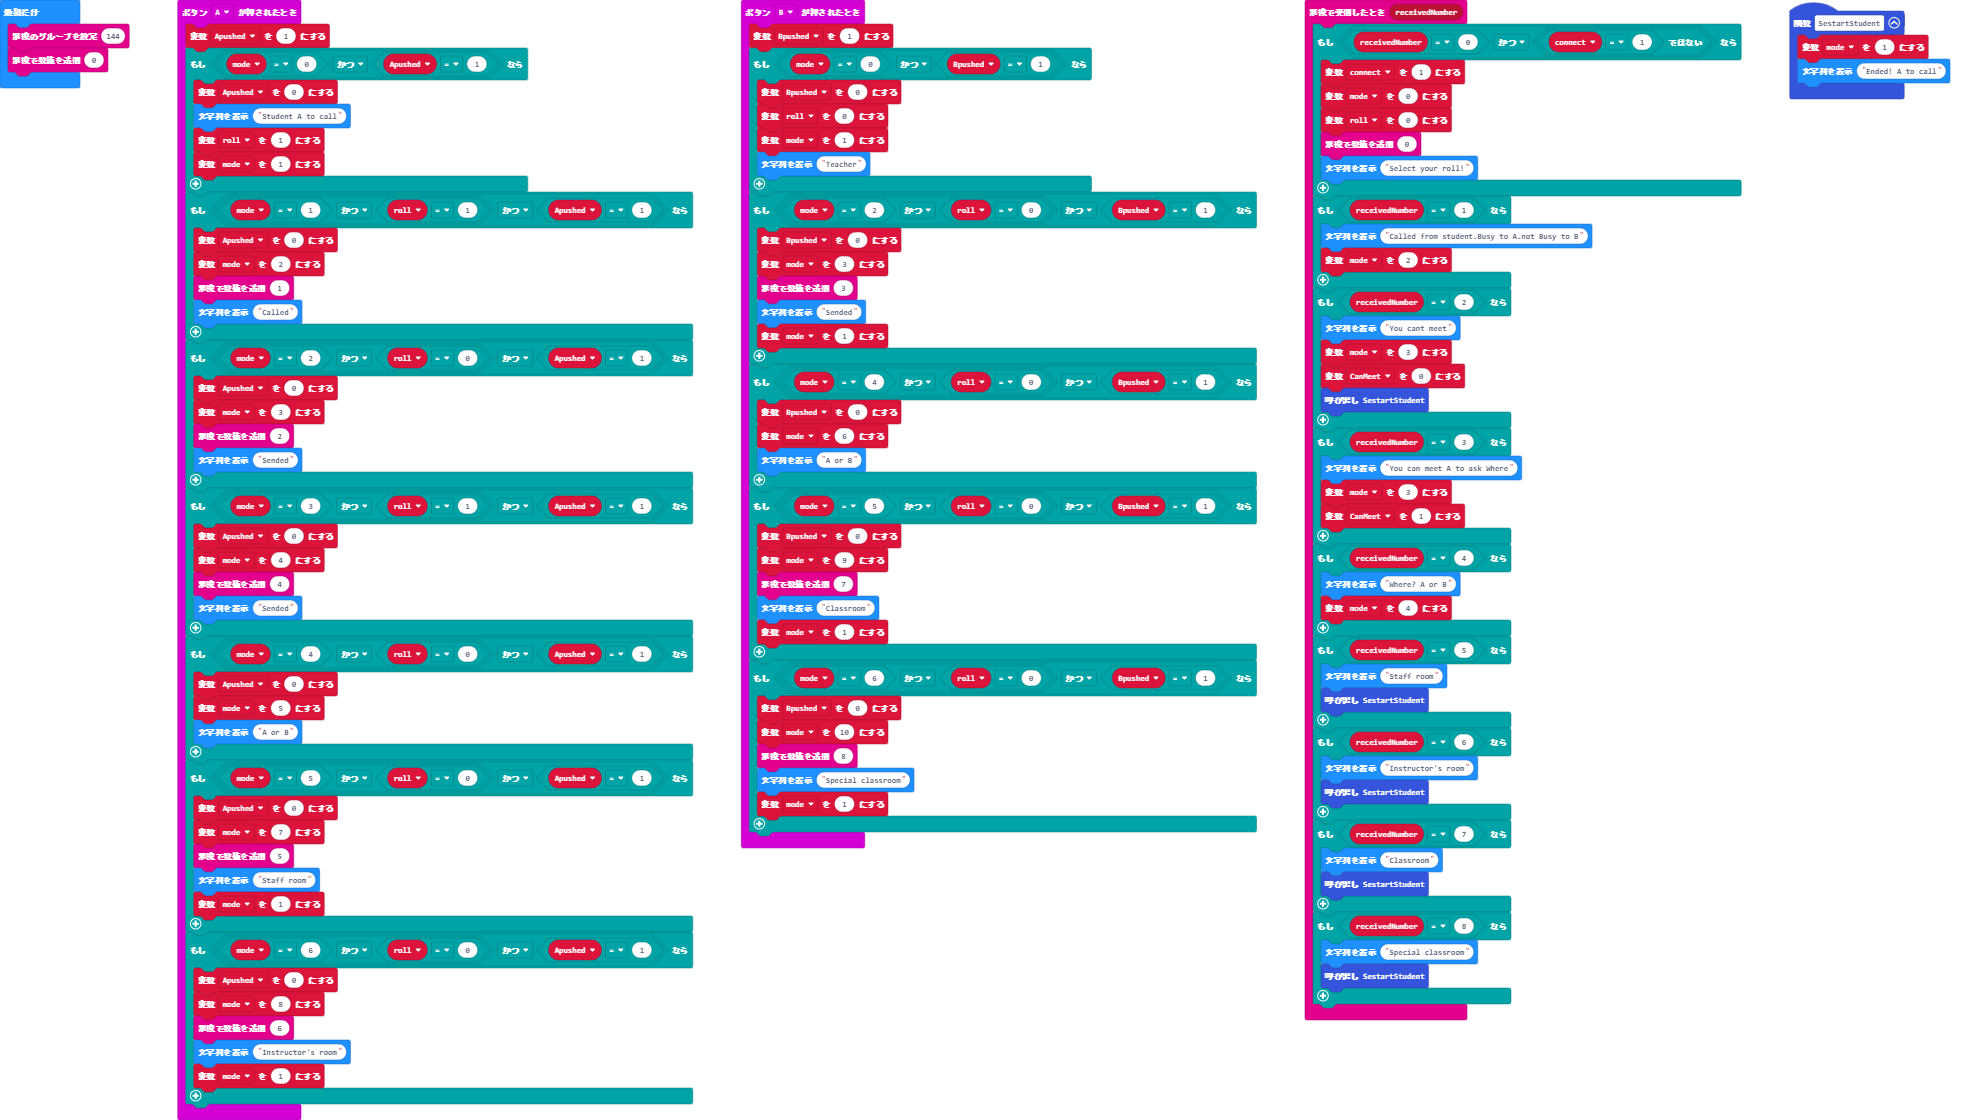 最初だけ
無線のグループを設定 144
無線で数値を送信 0
ボタン A が押されたとき
変数 Apushed を 1 にする
もし mode = 0 かつ Apushed = 1 なら
変数 Apushed を 0 にする
文字列を表示 "Student A to call"
変数 roll を 1 にする
変数 mode を 1 にする
もし mode = 1 かつ roll = 1 かつ Apushed = 1 なら
変数 Apushed を 0 にする
変数 mode を 2 にする
無線で数値を送信 1
文字列を表示 "Called"
もし mode = 2 かつ roll = 0 かつ Apushed = 1 なら
変数 Apushed を 0 にする
変数 mode を 3 にする
無線で数値を送信 2
文字列を表示 "Sended"
もし mode = 3 かつ roll = 1 かつ Apushed = 1 なら
変数 Apushed を 0 にする
変数 mode を 4 にする
無線で数値を送信 4
文字列を表示 "Sended"
もし mode = 4 かつ roll = 0 かつ Apushed = 1 なら
変数 Apushed を 0 にする
変数 mode を 5 にする
文字列を表示 "A or B"
もし mode = 5 かつ roll = 0 かつ Apushed = 1 なら
変数 Apushed を 0 にする
変数 mode を 7 にする
無線で数値を送信 5
文字列を表示 "Staff room"
変数 mode を 1 にする
もし mode = 6 かつ roll = 0 かつ Apushed = 1 なら
変数 Apushed を 0 にする
変数 mode を 8 にする
無線で数値を送信 6
文字列を表示 "Instructor's room"
変数 mode を 1 にする
ボタン B が押されたとき
変数 Bpushed を 1 にする
もし mode = 0 かつ Bpushed = 1 なら
変数 Bpushed を 0 にする
変数 roll を 0 にする
変数 mode を 1 にする
文字列を表示 "Teacher"
もし mode = 2 かつ roll = 0 かつ Bpushed = 1 なら
変数 Bpushed を 0 にする
変数 mode を 3 にする
無線で数値を送信 3
文字列を表示 "Sended"
変数 mode を 1 にする
もし mode = 4 かつ roll = 0 かつ Bpushed = 1 なら
変数 Bpushed を 0 にする
変数 mode を 6 にする
文字列を表示 "A or B"
もし mode = 5 かつ roll = 0 かつ Bpushed = 1 なら
変数 Bpushed を 0 にする
変数 mode を 9 にする
無線で数値を送信 7
文字列を表示 "Classroom"
変数 mode を 1 にする
もし mode = 6 かつ roll = 0 かつ Bpushed = 1 なら
変数 Bpushed を 0 にする
変数 mode を 10 にする
無線で数値を送信 8
文字列を表示 "Special classroom"
変数 mode を 1 にする
無線で受信したとき receivedNumber
もし receivedNumber = 0 かつ connect = 1 ではない なら
変数 connect を 1 にする
変数 mode を 0 にする
変数 roll を 0 にする
無線で数値を送信 0
文字列を表示 "Select your roll!"
もし receivedNumber = 1 なら
文字列を表示 "Called from student.Busy to A.not Busy to B"
変数 mode を 2 にする
もし receivedNumber = 2 なら
文字列を表示 "You cant meet"
変数 mode を 3 にする
変数 CanMeet を 0 にする
呼び出し SestartStudent
もし receivedNumber = 3 なら
文字列を表示 "You can meet A to ask Where"
変数 mode を 3 にする
変数 CanMeet を 1 にする
もし receivedNumber = 4 なら
文字列を表示 "Where? A or B"
変数 mode を 4 にする
もし receivedNumber = 5 なら
文字列を表示 "Staff room"
呼び出し SestartStudent
もし receivedNumber = 6 なら
文字列を表示 "Instructor's room"
呼び出し SestartStudent
もし receivedNumber = 7 なら
文字列を表示 "Classroom"
呼び出し SestartStudent
もし receivedNumber = 8 なら
文字列を表示 "Special classroom"
呼び出し SestartStudent
関数 SestartStudent
変数 mode を 1 にする
文字列を表示 "Ended! A to call"